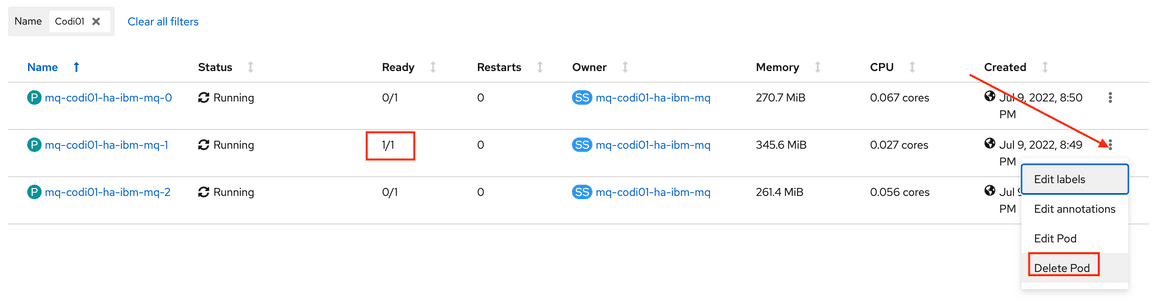 Name Codi01 Clear all filters
Name Status Ready Restarts Owner Memory CPU Created
P mq-codi01-ha-ibm-mq-0 Running 0/1 0 SS mq-codi01-ha-ibm-mq 270.7 MiB 0.067 cores Jul 9, 2022, 8:50
PM
P mq-codi01-ha-ibm-mq-1 Running 1/1 0 SS mq-codi01-ha-ibm-mq 345.6 MiB 0.027 cores Jul 9, 2022, 8:49
PM
P mq-codi01-ha-ibm-mq-2 Running 0/1 0 SS mq-codi01-ha-ibm-mq 261.4 MiB 0.056 cores Jul 9
PM
Edit labels
Edit annotations
Edit Pod
Delete Pod